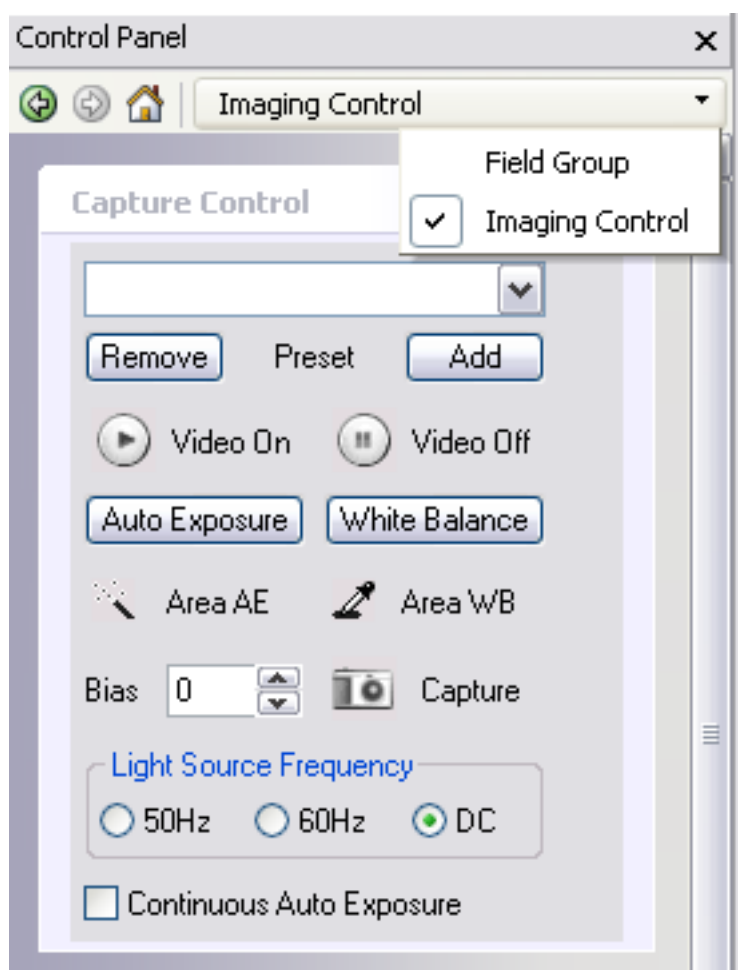 Control Panel
Imaging Control
Field Group
Imaging Control
Capture Control
Remove Preset Add
Video On Video Off
Auto Exposure White Balance
Area AE Area WB
Bias 0 Capture
Light Source Frequency
50Hz 60Hz DC
Continuous Auto Exposure